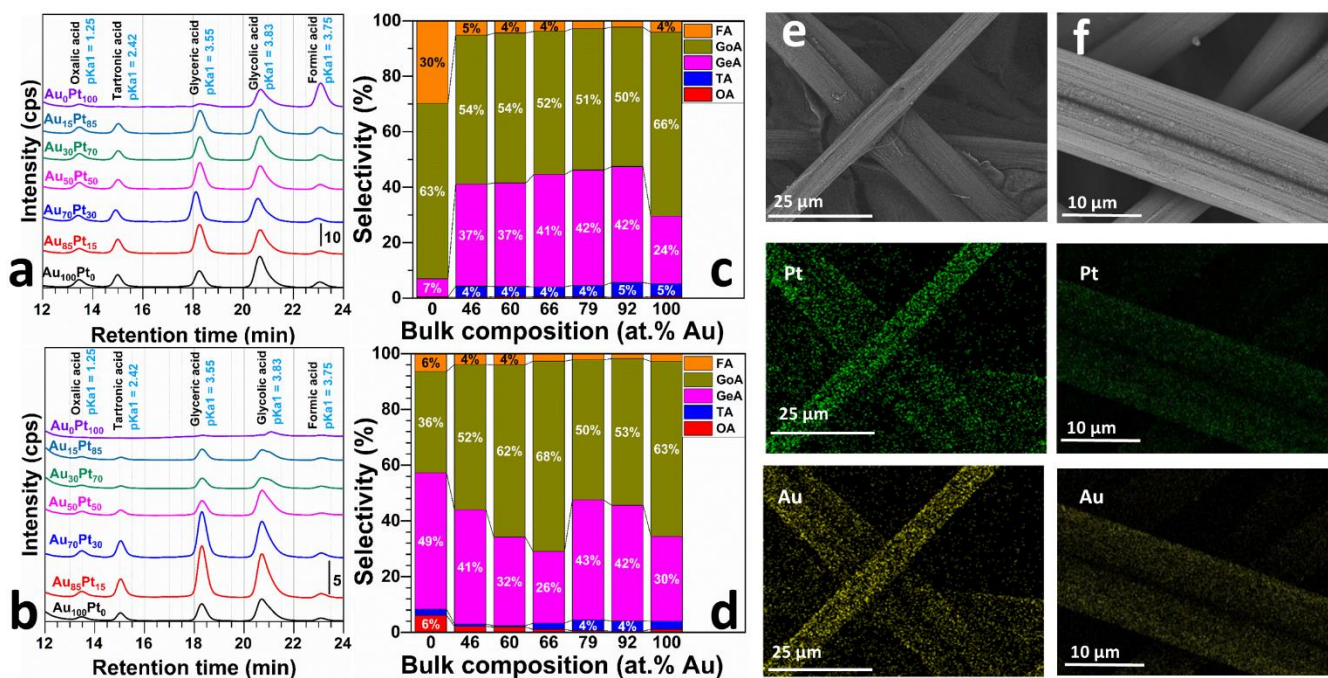 a
Intensity (cps)
Retention time (min)
12 14 16 18 20 22 24
Oxalic acid
pKa1 = 1.25
Tartronic acid
pKa1 = 2.42
Glyceric acid
pKa1 = 3.55
Glycolic acid
pKa1 = 3.83
Formic acid
pKa1 = 3.75
Au0Pt100
Au15Pt85
Au30Pt70
Au50Pt50
Au70Pt30
Au85Pt15
Au100Pt0
10
c
Selectivity (%)
100
80
60
40
20
0
30% 5% 4% 4% 4%
63% 54% 54% 52% 51% 50% 66%
7% 37% 37% 41% 42% 42% 24%
4% 4% 4% 4% 5% 5%
0 46 60 66 79 92 100
Bulk composition (at.% Au)
FA
GoA
GeA
TA
OA
e
25 µm
f
10 µm
b
Intensity (cps)
Retention time (min)
12 14 16 18 20 22 24
Oxalic acid
pKa1 = 1.25
Tartronic acid
pKa1 = 2.42
Glyceric acid
pKa1 = 3.55
Glycolic acid
pKa1 = 3.83
Formic acid
pKa1 = 3.75
Au0Pt100
Au15Pt85
Au30Pt70
Au50Pt50
Au70Pt30
Au85Pt15
Au100Pt0
5
d
Selectivity (%)
100
80
60
40
20
0
6% 4% 4%
36% 52% 62% 68% 50% 53% 63%
49% 41% 32% 26% 43% 42% 30%
4% 4%
6%
0 46 60 66 79 92 100
Bulk composition (at.% Au)
FA
GoA
GeA
TA
OA
Pt
25 µm
Pt
10 µm
Au
25 µm
Au
10 µm